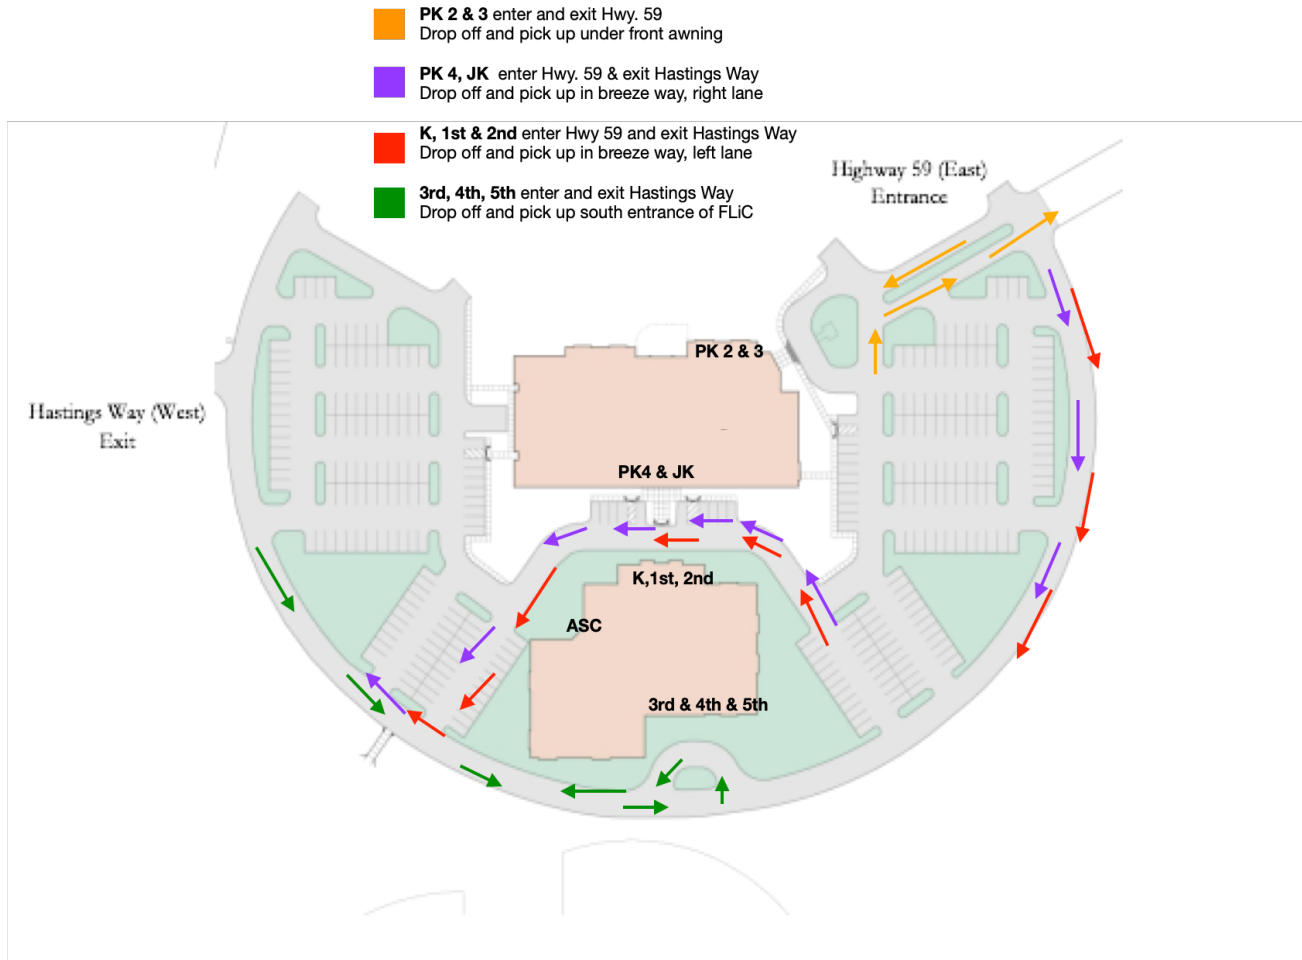 PK 2 & 3 enter and exit Hwy. 59
Drop off and pick up under front awning
PK 4, JK enter Hwy. 59 & exit Hastings Way
Drop off and pick up in breeze way, right lane
K, 1st & 2nd enter Hwy 59 and exit Hastings Way
Drop off and pick up in breeze way, left lane
3rd, 4th, 5th enter and exit Hastings Way
Drop off and pick up south entrance of FLiC
Highway 59 (East)
Entrance
PK 2 & 3
Hastings Way (West)
Exit
PK4 & JK
K,1st, 2nd
ASC
3rd & 4th & 5th